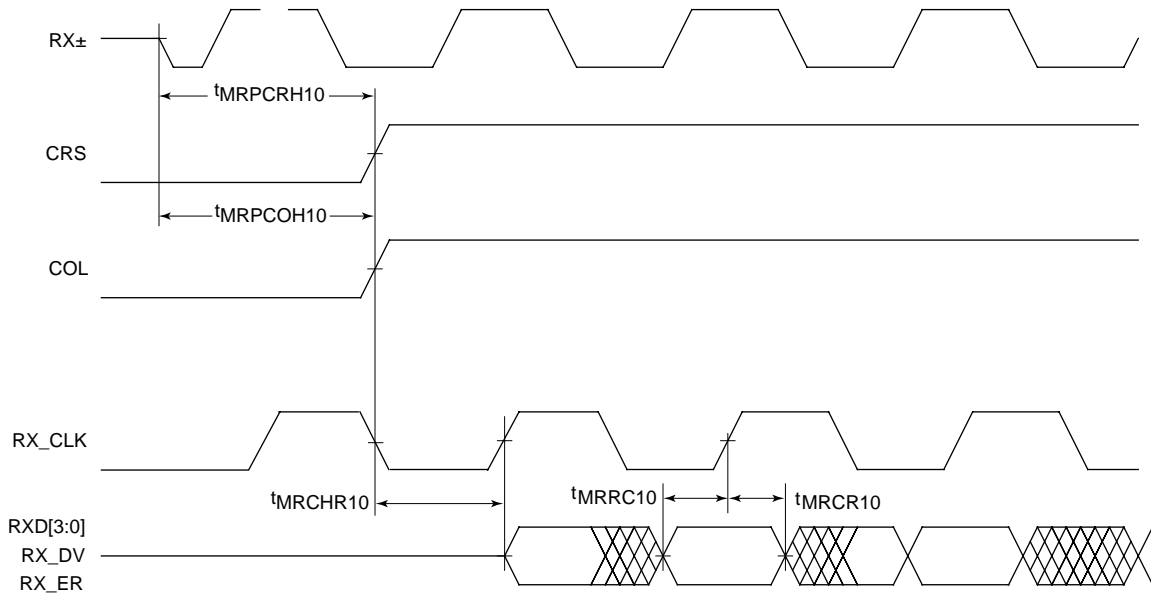 RX±
tMRPCRH10
CRS
tMRPCOH10
COL
RX_CLK
tMRCHR10
tMRRC10
tMRCR10
RXD[3:0]
RX_DV
RX_ER